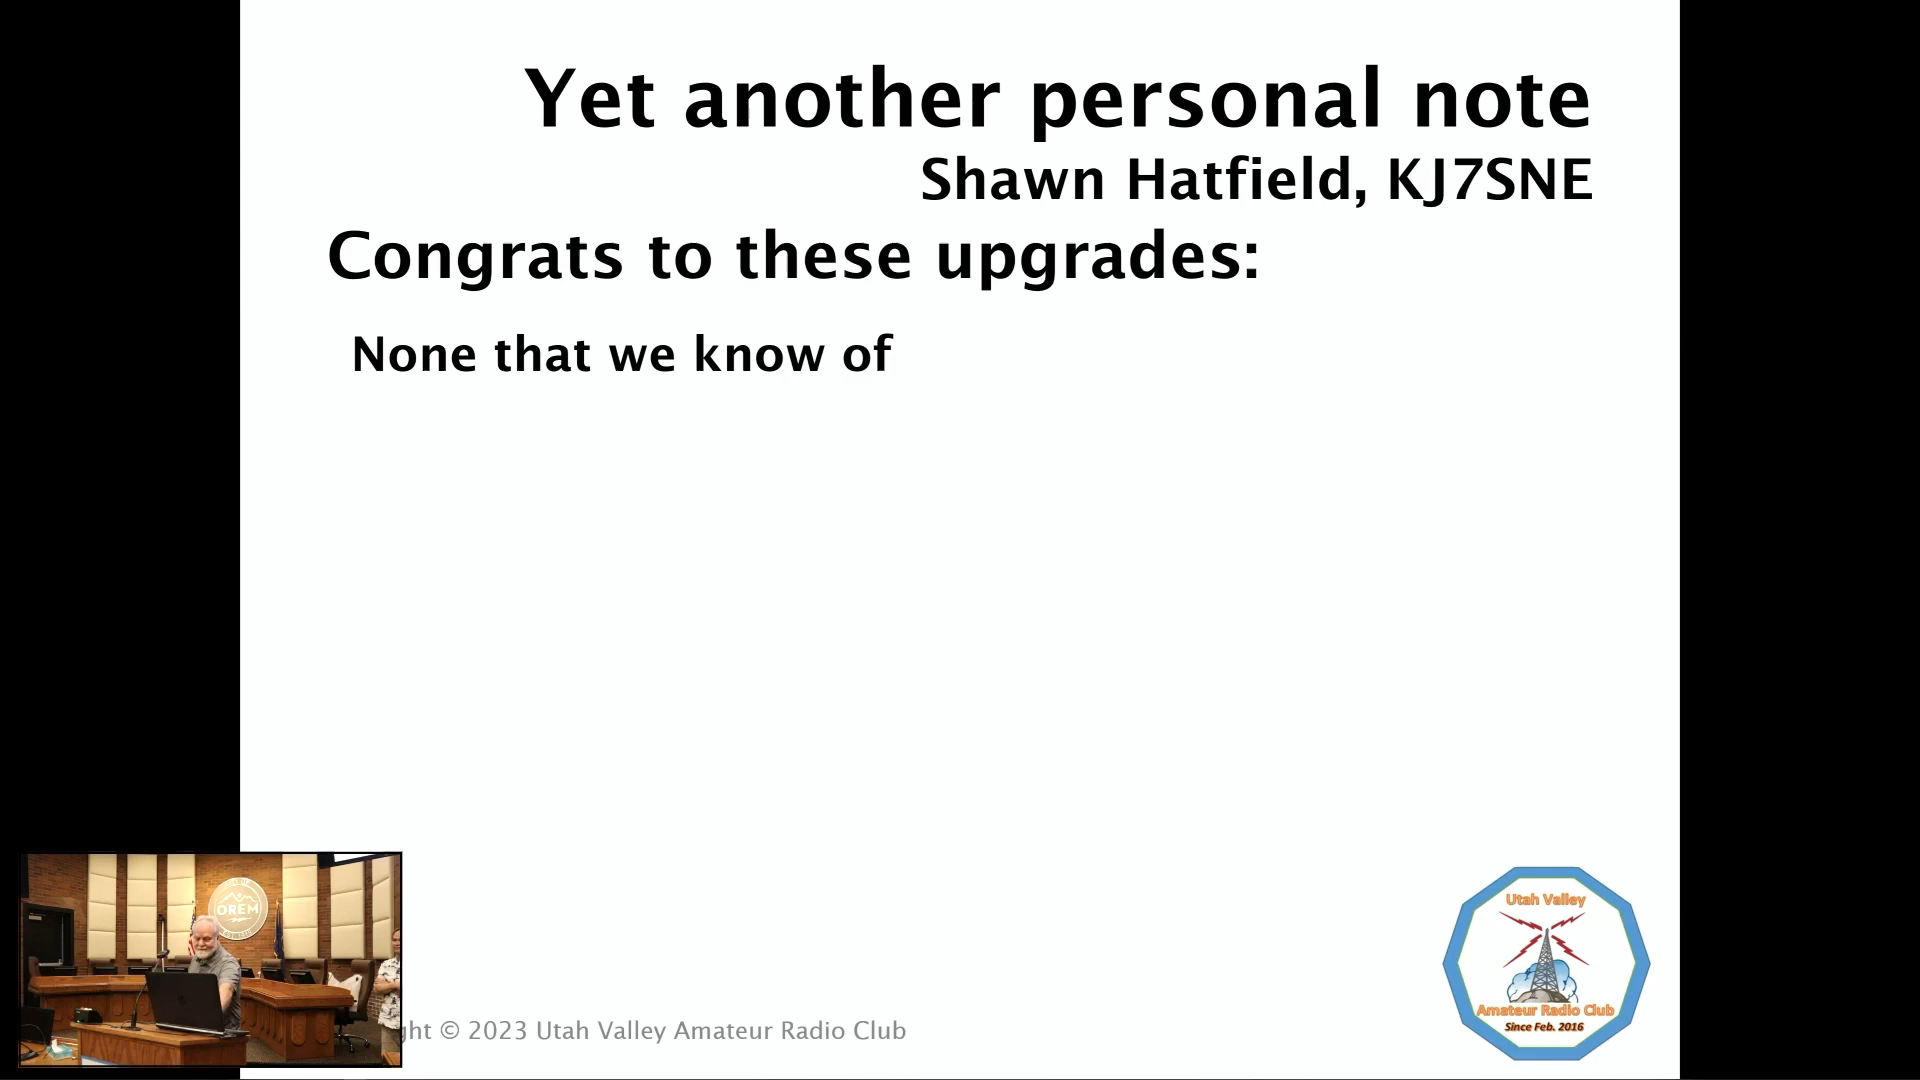 Yet another personal note
Shawn Hatfield, KJ7SNE
Congrats to these upgrades:
None that we know of
OREM
ght © 2023 Utah Valley Amateur Radio Club
Utah Valley
Amateur Radio Club
Since Feb. 2016